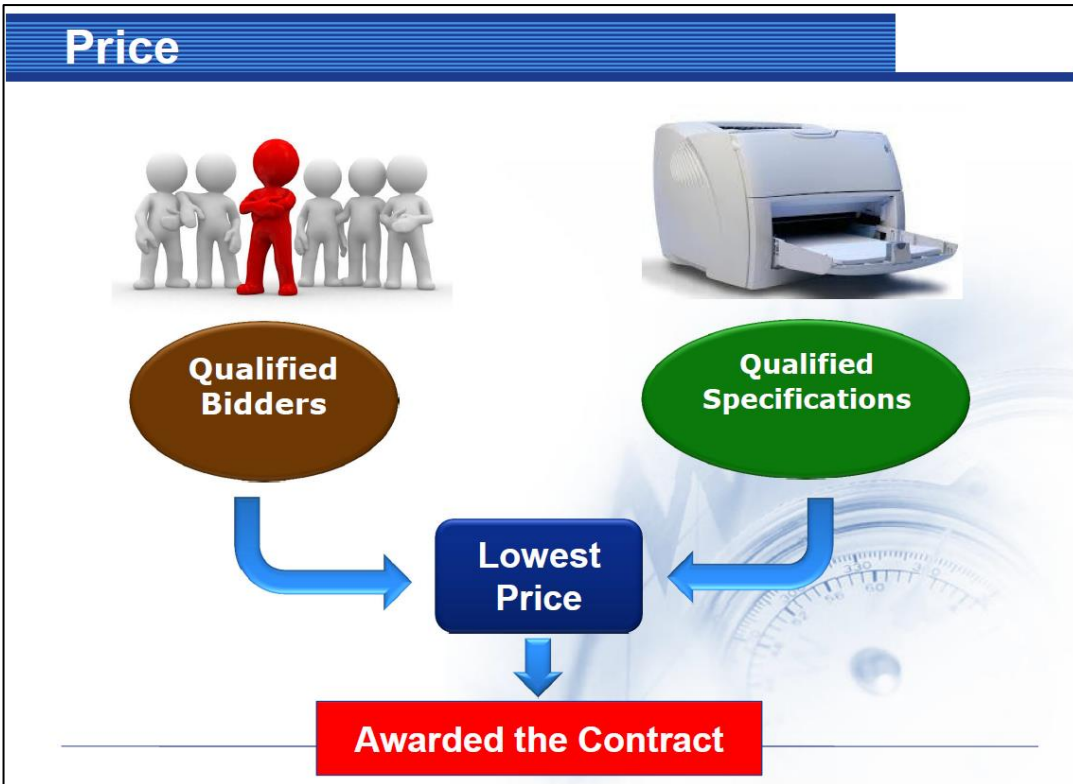 Price
Qualified
Bidders
Qualified
Specifications
Lowest
Price
Awarded the Contract